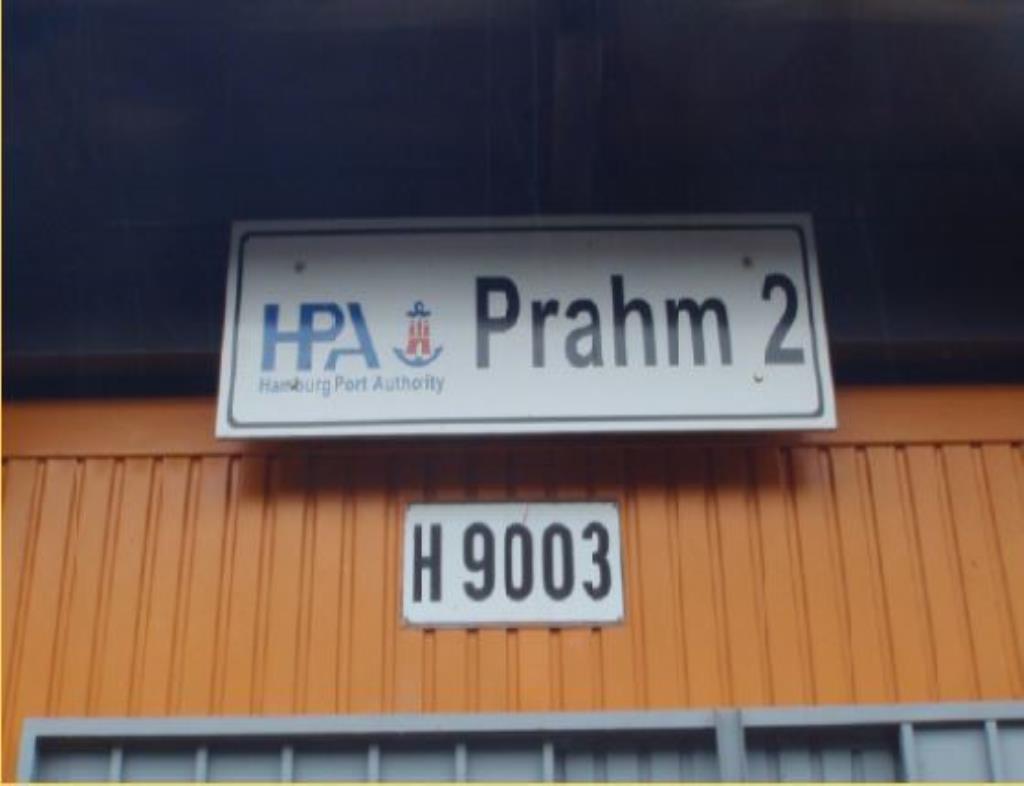 HPA Prahm 2
Hamburg Port Authority
H 9003